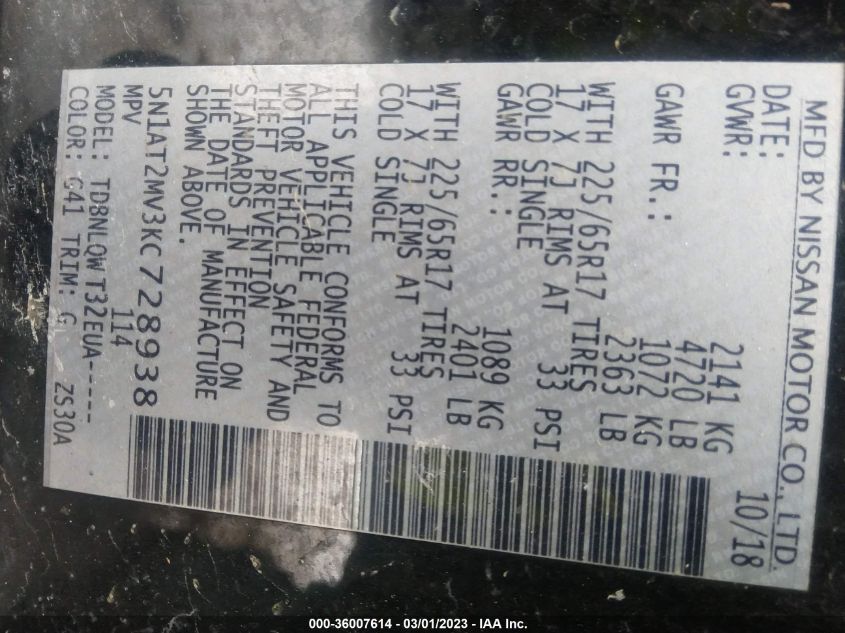 MFD BY NISSAN MOTOR CO., LTD.
DATE: 10/18
GVWR: 2141 KG
4720 LB
GAWR FR.: 1072 KG
2363 LB
WITH 225/65R17 TIRES
17 X 7J RIMS AT
COLD SINGLE 33 PSI
GAWR RR.: 1089 KG
2401 LB
WITH 225/65R17 TIRES
17 X 7J RIMS AT
COLD SINGLE 33 PSI
THIS VEHICLE CONFORMS TO
ALL APPLICABLE FEDERAL
MOTOR VEHICLE SAFETY AND
THEFT PREVENTION
STANDARDS IN EFFECT ON
THE DATE OF MANUFACTURE
SHOWN ABOVE.
5N1AT2MV3KC728938
MPV 114
MODEL: TD8NLQW T32EUA-----
COLOR: G41 TRIM: G ZS30A
000-36007614 - 03/01/2023 - IAA Inc.